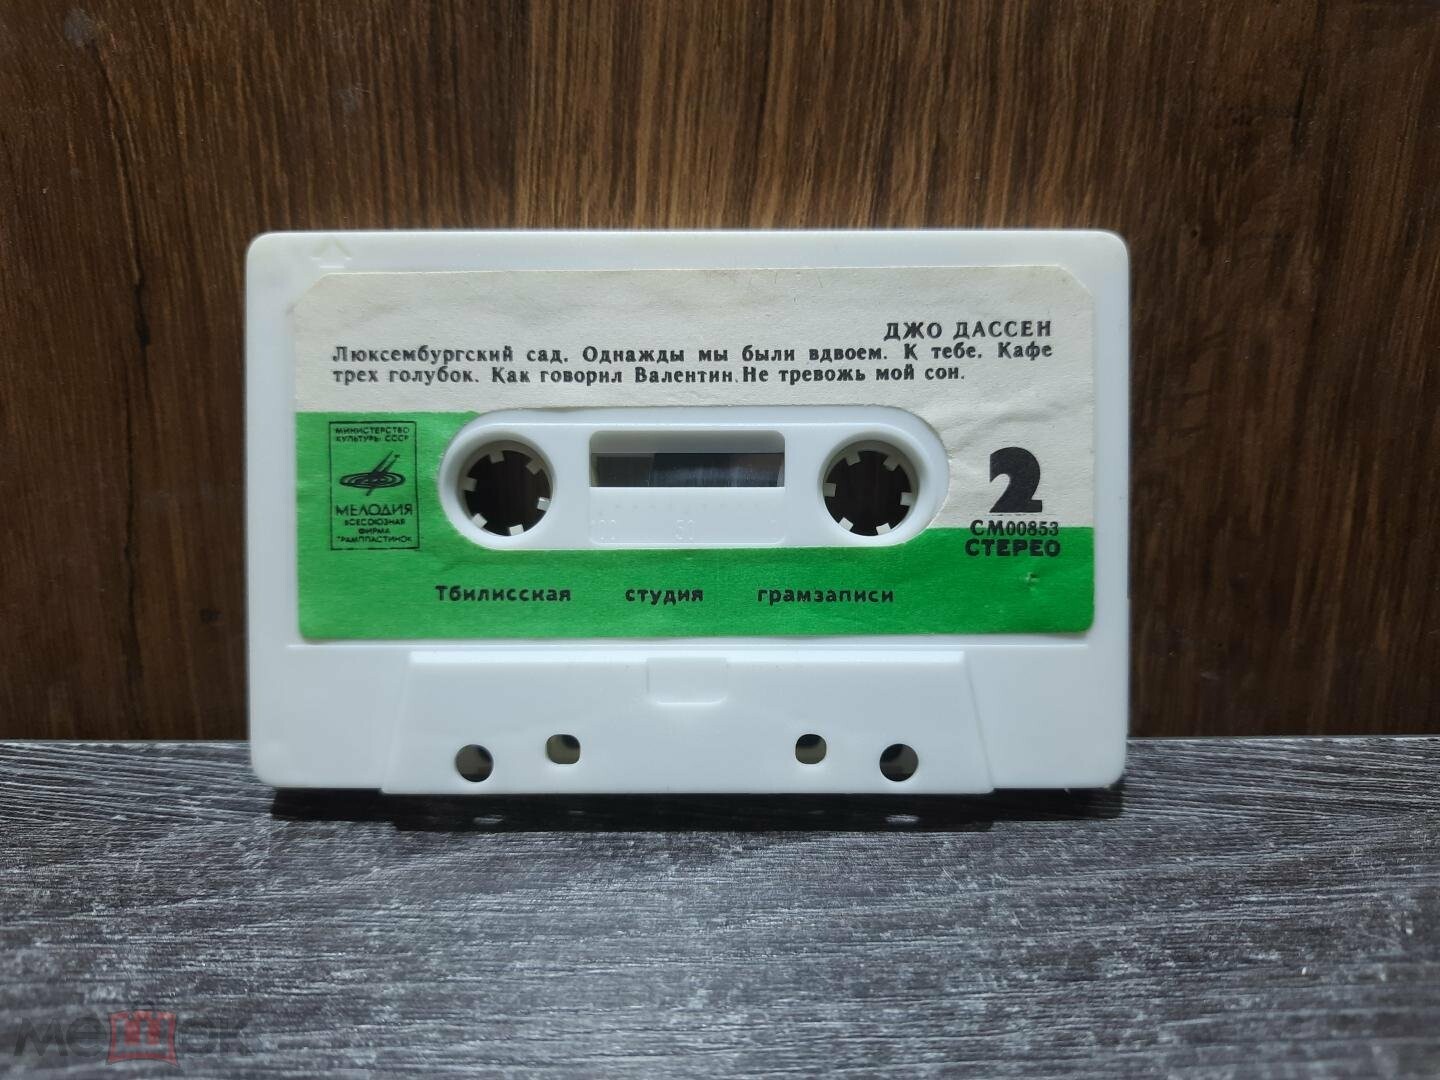 ДЖО ДАССЕН
Люксембургский сад. Однажды мы были вдвоем. К тебе. Кафе
трех голубок. Как говорил Валентин. Не тревожь мой сон.
МИНИСТЕРСТВО
КУЛЬТУРЫ СССР
МЕЛОДИЯ
ВСЕСОЮЗНАЯ
ФИРМА
"ГРАМПЛАСТИНОК"
2
СМ00853
СТЕРЕО
100 50
Тбилисская студия грамзаписи
мешок